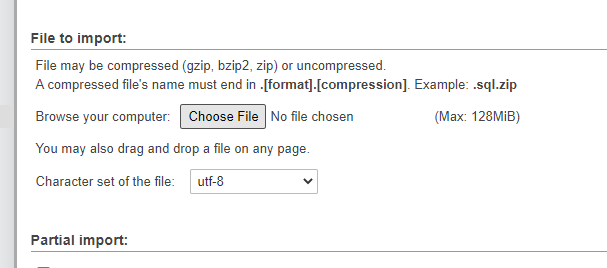 File to import:
File may be compressed (gzip, bzip2, zip) or uncompressed.
A compressed file's name must end in .[format].[compression]. Example: .sql.zip
Browse your computer: Choose File No file chosen (Max: 128MiB)
You may also drag and drop a file on any page.
Character set of the file: utf-8
Partial import: